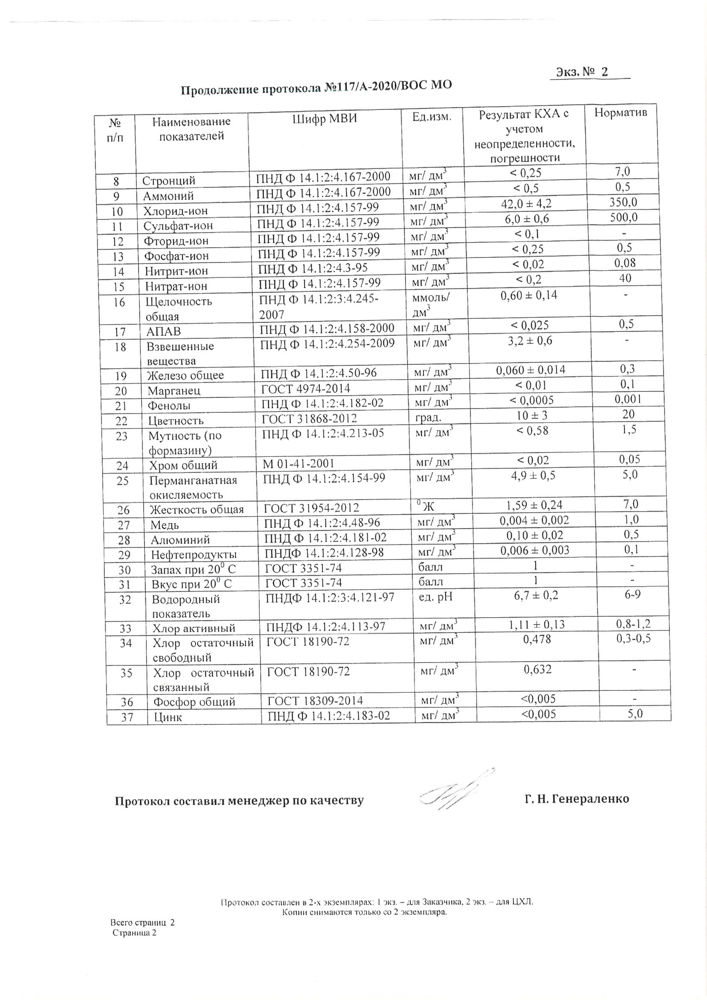 Экз. № 2
Продолжение протокола №117/А-2020/ВОС МО
№ п/п Наименование показателей Шифр МВИ Ед.изм. Результат КХА с учетом неопределенности, погрешности Норматив
8 Стронций ПНД Ф 14.1:2:4.167-2000 мг/ дм³ < 0,25 7,0
9 Аммоний ПНД Ф 14.1:2:4.167-2000 мг/ дм³ < 0,5 0,5
10 Хлорид-ион ПНД Ф 14.1:2:4.157-99 мг/ дм³ 42,0 ± 4,2 350,0
11 Сульфат-ион ПНД Ф 14.1:2:4.157-99 мг/ дм³ 6,0 ± 0,6 500,0
12 Фторид-ион ПНД Ф 14.1:2:4.157-99 мг/ дм³ < 0,1 -
13 Фосфат-ион ПНД Ф 14.1:2:4.157-99 мг/ дм³ < 0,25 0,5
14 Нитрит-ион ПНД Ф 14.1:2:4.3-95 мг/ дм³ < 0,02 0,08
15 Нитрат-ион ПНД Ф 14.1:2:4.157-99 мг/ дм³ < 0,2 40
16 Щелочность общая ПНД Ф 14.1:2:3:4.245-2007 ммоль/ дм³ 0,60 ± 0,14 -
17 АПАВ ПНД Ф 14.1:2:4.158-2000 мг/ дм³ < 0,025 0,5
18 Взвешенные вещества ПНД Ф 14.1:2:4.254-2009 мг/ дм³ 3,2 ± 0,6 -
19 Железо общее ПНД Ф 14.1:2:4.50-96 мг/ дм³ 0,060 ± 0,014 0,3
20 Марганец ГОСТ 4974-2014 мг/ дм³ < 0,01 0,1
21 Фенолы ПНД Ф 14.1:2:4.182-02 мг/ дм³ < 0,0005 0,001
22 Цветность ГОСТ 31868-2012 град. 10 ± 3 20
23 Мутность (по формазину) ПНД Ф 14.1:2:4.213-05 мг/ дм³ < 0,58 1,5
24 Хром общий М 01-41-2001 мг/ дм³ < 0,02 0,05
25 Перманганатная окисляемость ПНД Ф 14.1:2:4.154-99 мг/ дм³ 4,9 ± 0,5 5,0
26 Жесткость общая ГОСТ 31954-2012 ⁰ Ж 1,59 ± 0,24 7,0
27 Медь ПНД Ф 14.1:2:4.48-96 мг/ дм³ 0,004 ± 0,002 1,0
28 Алюминий ПНД Ф 14.1:2:4.181-02 мг/ дм³ 0,10 ± 0,02 0,5
29 Нефтепродукты ПНДФ 14.1:2:4.128-98 мг/ дм³ 0,006 ± 0,003 0,1
30 Запах при 20⁰ С ГОСТ 3351-74 балл 1 -
31 Вкус при 20⁰ С ГОСТ 3351-74 балл 1 -
32 Водородный показатель ПНДФ 14.1:2:3:4.121-97 ед. рН 6,7 ± 0,2 6-9
33 Хлор активный ПНДФ 14.1:2:4.113-97 мг/ дм³ 1,11 ± 0,13 0,8-1,2
34 Хлор остаточный свободный ГОСТ 18190-72 мг/ дм³ 0,478 0,3-0,5
35 Хлор остаточный связанный ГОСТ 18190-72 мг/ дм³ 0,632 -
36 Фосфор общий ГОСТ 18309-2014 мг/ дм³ <0,005 -
37 Цинк ПНД Ф 14.1:2:4.183-02 мг/ дм³ <0,005 5,0
Протокол составил менеджер по качеству Г. Н. Генераленко
Протокол составлен в 2-х экземплярах: 1 экз. – для Заказчика, 2 экз. – для ЦХЛ.
Копии снимаются только со 2 экземпляра.
Всего страниц 2
Страница 2